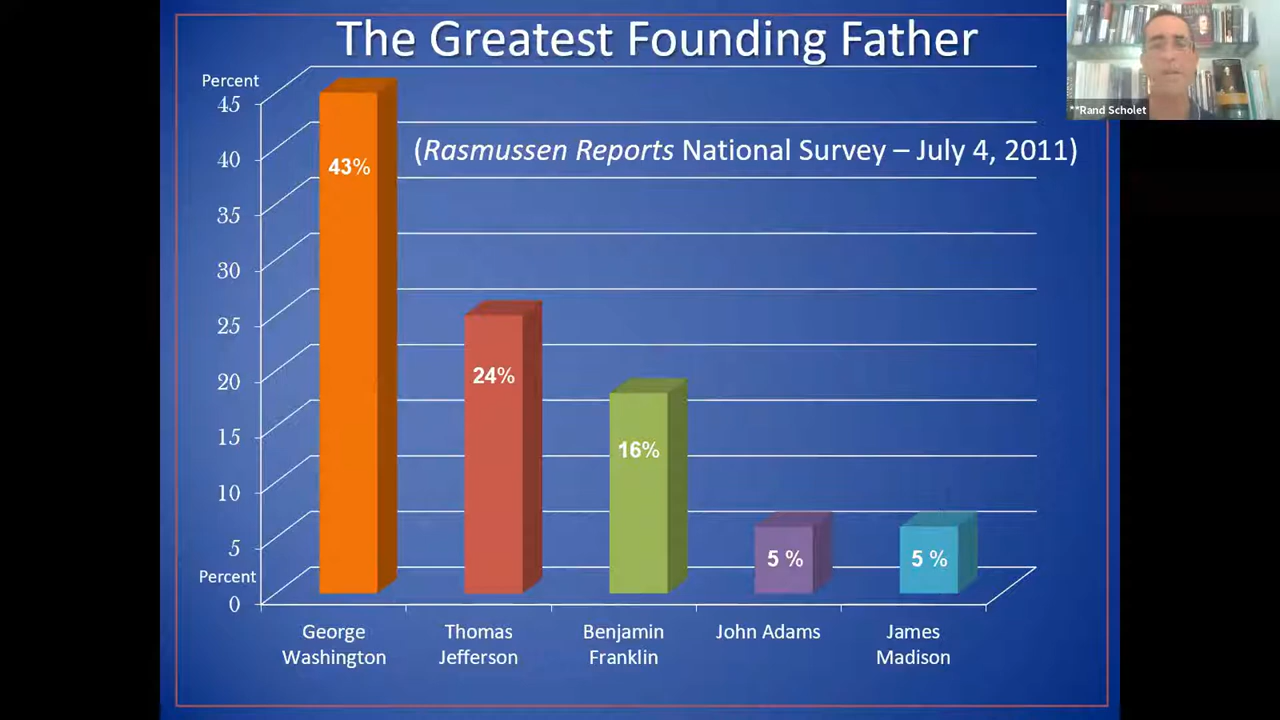 The Greatest Founding Father
**Rand Scholet
Percent
45
(Rasmussen Reports National Survey – July 4, 2011)
40
35
30
25
20
15
10
5
Percent
0
43%
24%
16%
5 %
5 %
George
Washington
Thomas
Jefferson
Benjamin
Franklin
John Adams
James
Madison